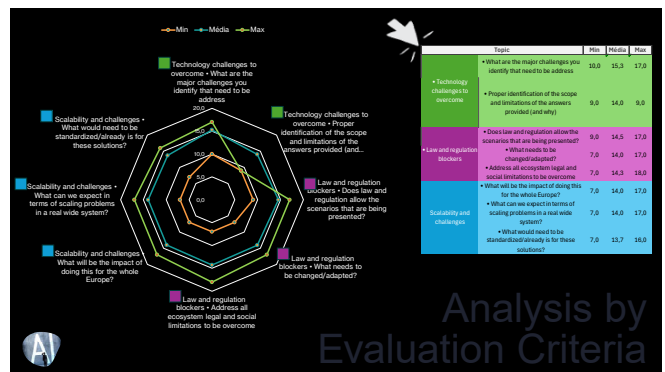 Min Média Max
Technology challenges to
overcome • What are the
major challenges you
identify that need to be
address
Technology challenges to
overcome • Proper
identification of the scope
and limitations of the
answers provided (and...
Law and regulation
blockers • Does law and
regulation allow the
scenarios that are being
presented?
Law and regulation
blockers • What needs to
be changed/adapted?
Law and regulation
blockers • Address all
ecosystem legal and social
limitations to be overcome
Scalability and challenges •
What will be the impact of
doing this for the whole
Europe?
Scalability and challenges •
What can we expect in
terms of scaling problems
in a real wide system?
Scalability and challenges •
What would need to be
standardized/already is for
these solutions?
20,0
15,0
10,0
5,0
0,0
Topic Min Média Max
• Technology
challenges to
overcome
• What are the major challenges you
identify that need to be address
10,0 15,3 17,0
• Proper identification of the scope
and limitations of the answers
provided (and why)
9,0 14,0 9,0
• Law and regulation
blockers
• Does law and regulation allow the
scenarios that are being presented?
9,0 14,5 17,0
• What needs to be
changed/adapted?
7,0 14,0 17,0
• Address all ecosystem legal and
social limitations to be overcome
7,0 14,3 18,0
Scalability and
challenges
• What will be the impact of doing this
for the whole Europe?
7,0 14,0 17,0
• What can we expect in terms of
scaling problems in a real wide
system?
7,0 14,0 17,0
• What would need to be
standardized/already is for these
solutions?
7,0 13,7 16,0
Analysis by
Evaluation Criteria
AI